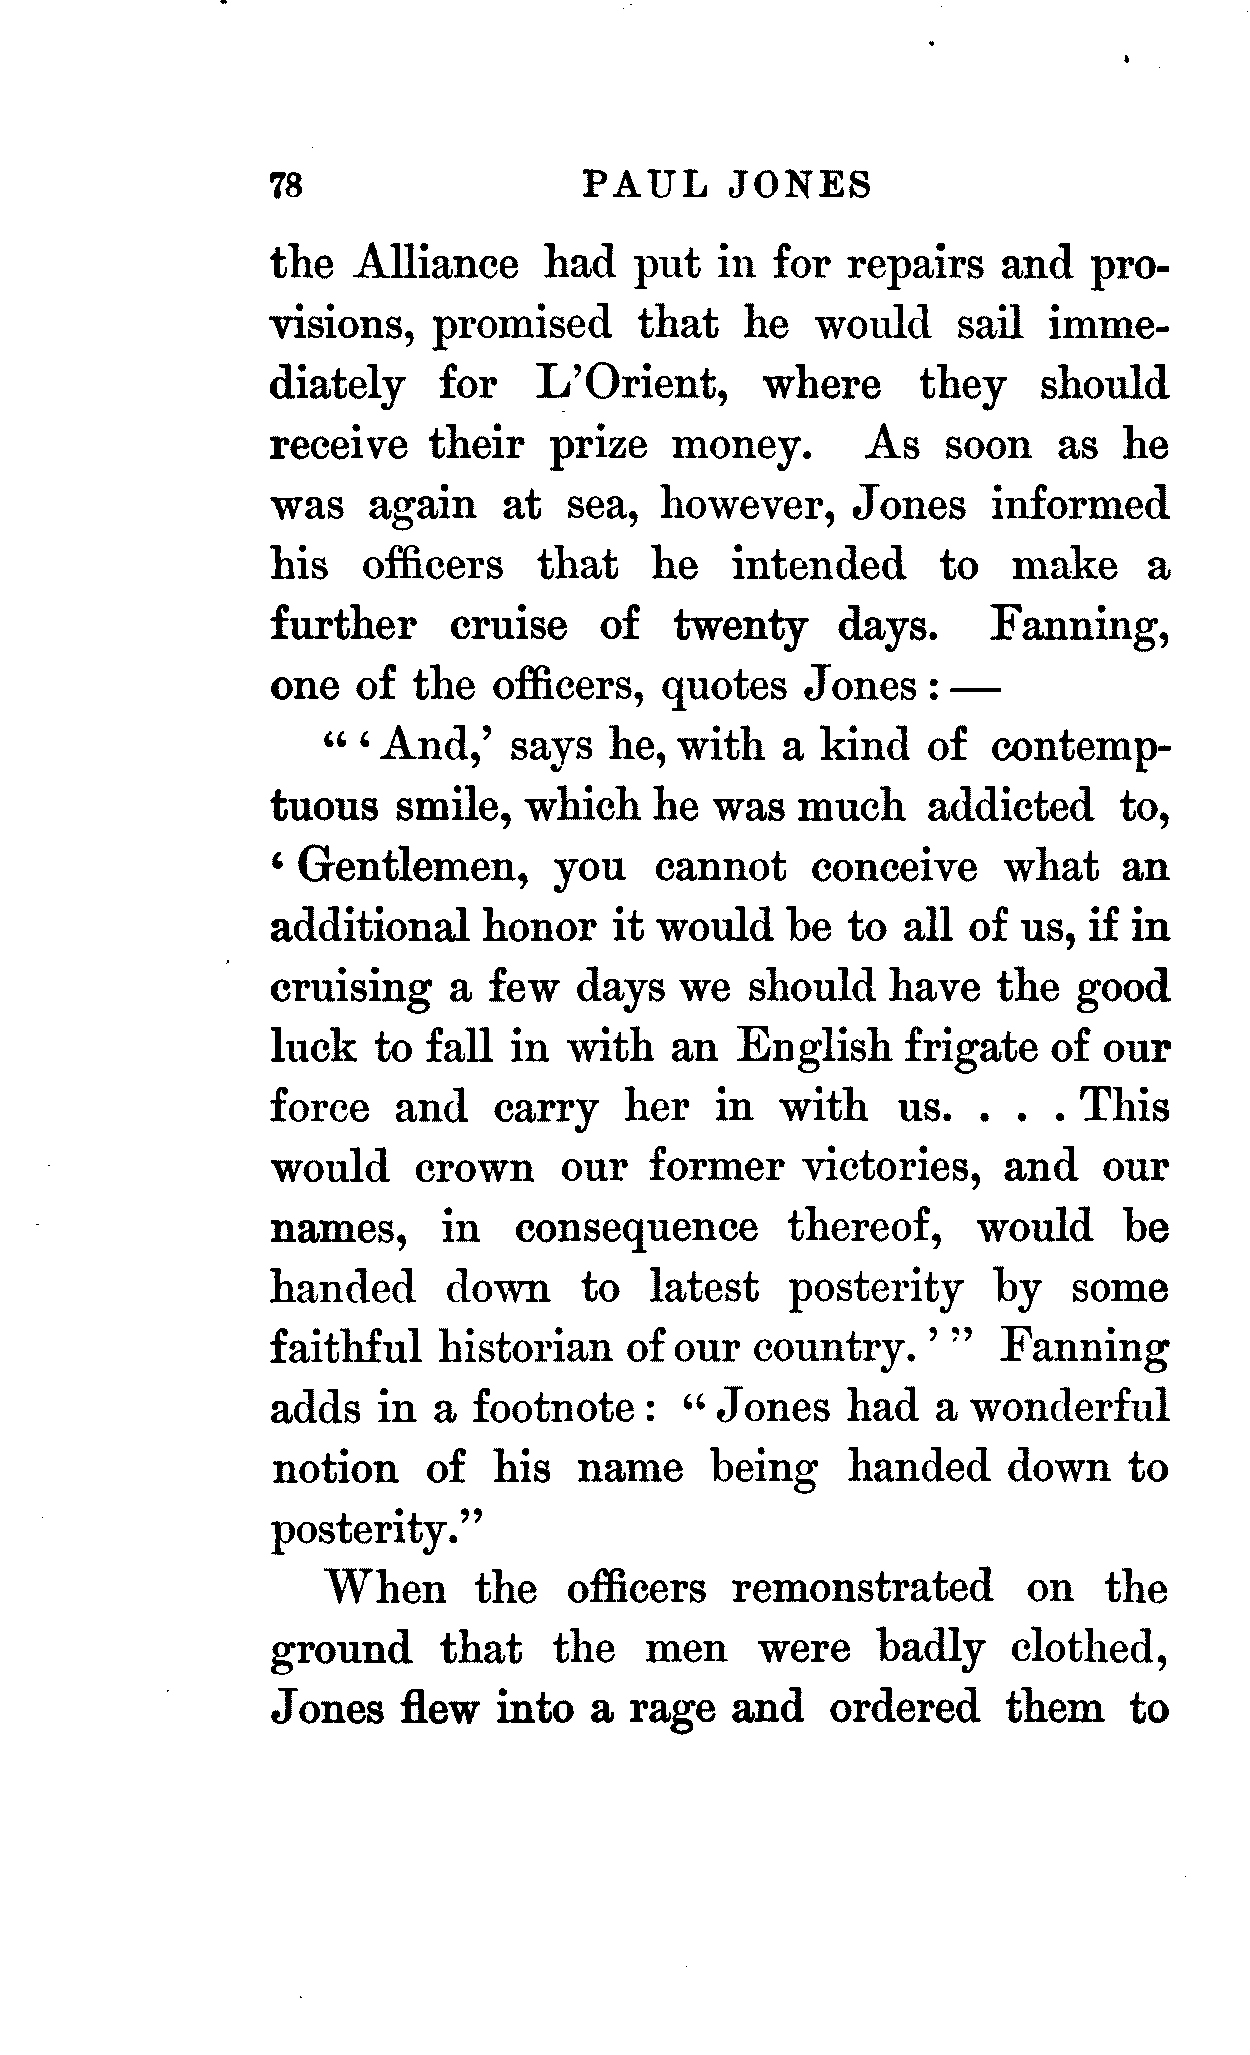 78 PAUL JONES
the Alliance had put in for repairs and pro-
visions, promised that he would sail imme-
diately for L'Orient, where they should
receive their prize money. As soon as he
was again at sea, however, Jones informed
his officers that he intended to make a
further cruise of twenty days. Fanning,
one of the officers, quotes Jones : —
“ ‘ And,’ says he, with a kind of contemp-
tuous smile, which he was much addicted to,
‘ Gentlemen, you cannot conceive what an
additional honor it would be to all of us, if in
cruising a few days we should have the good
luck to fall in with an English frigate of our
force and carry her in with us. . . . This
would crown our former victories, and our
names, in consequence thereof, would be
handed down to latest posterity by some
faithful historian of our country. ’ ” Fanning
adds in a footnote : “ Jones had a wonderful
notion of his name being handed down to
posterity.”
When the officers remonstrated on the
ground that the men were badly clothed,
Jones flew into a rage and ordered them to